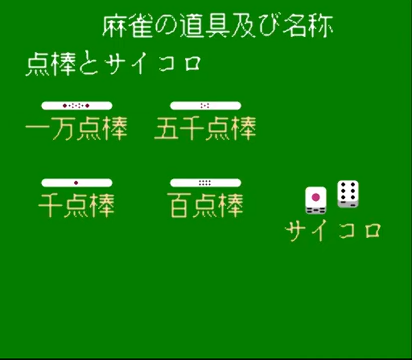 麻雀の道具及び名称
点棒とサイコロ
一万点棒 五千点棒
千点棒 百点棒
サイコロ